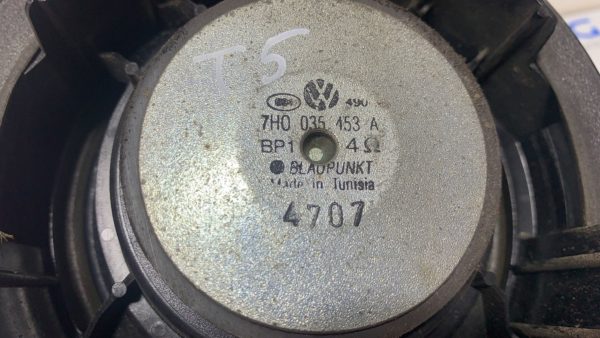 T5
490
7H0 035 453 A
BP1 4Ω
BLAUPUNKT
Made in Tunisia
4707